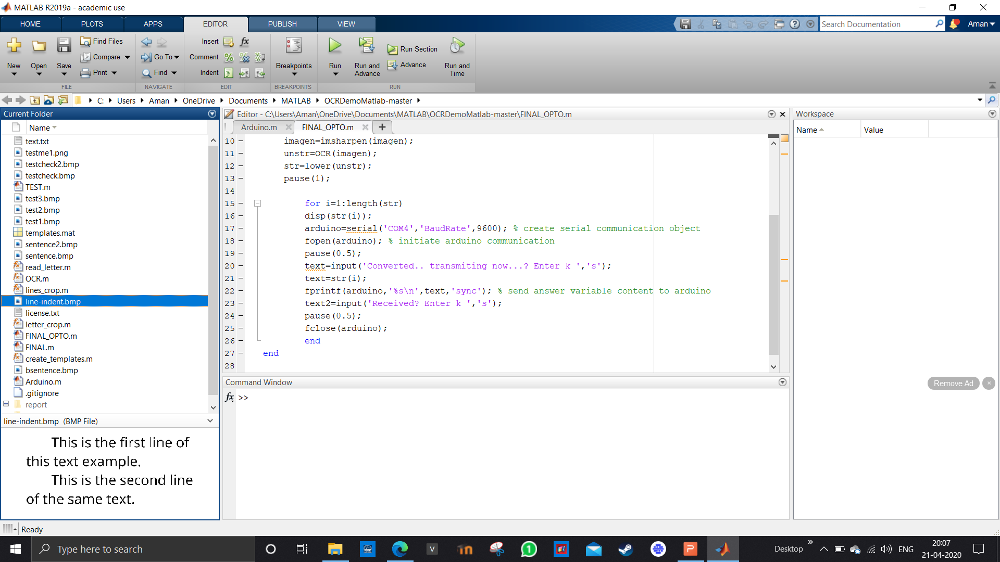 MATLAB R2019a - academic use
HOME PLOTS APPS EDITOR PUBLISH VIEW
Search Documentation
Aman
New
Open
Save
Find Files
Compare
Print
FILE
Go To
Find
NAVIGATE
Insert
fx
Comment
Indent
EDIT
Breakpoints
BREAKPOINTS
Run
Run and
Advance
Run Section
Advance
Run and
Time
RUN
C: Users Aman OneDrive Documents MATLAB OCRDemoMatlab-master
Current Folder
Name
text.txt
testme1.png
testcheck2.bmp
testcheck.bmp
TEST.m
test3.bmp
test2.bmp
test1.bmp
templates.mat
sentence2.bmp
sentence.bmp
read_letter.m
OCR.m
lines_crop.m
line-indent.bmp
license.txt
letter_crop.m
FINAL_OPTO.m
FINAL.m
create_templates.m
bsentence.bmp
Arduino.m
.gitignore
report
line-indent.bmp (BMP File)
This is the first line of
this text example.
This is the second line
of the same text.
Editor - C:\Users\Aman\OneDrive\Documents\MATLAB\OCRDemoMatlab-master\FINAL_OPTO.m
Arduino.m FINAL_OPTO.m
10 imagen=imsharpen(imagen);
11 unstr=OCR(imagen);
12 str=lower(unstr);
13 pause(1);
14
15 for i=1:length(str)
16 disp(str(i));
17 arduino=serial('COM4','BaudRate',9600); % create serial communication object
18 fopen(arduino); % initiate arduino communication
19 pause(0.5);
20 text=input('Converted.. transmiting now...? Enter k ','s');
21 text=str(i);
22 fprintf(arduino,'%s\n',text,'sync'); % send answer variable content to arduino
23 text2=input('Received? Enter k ','s');
24 pause(0.5);
25 fclose(arduino);
26 end
27 end
28
Command Window
fx >>
Workspace
Name Value
Remove Ad
Ready
Type here to search
Desktop
ENG
20:07
21-04-2020